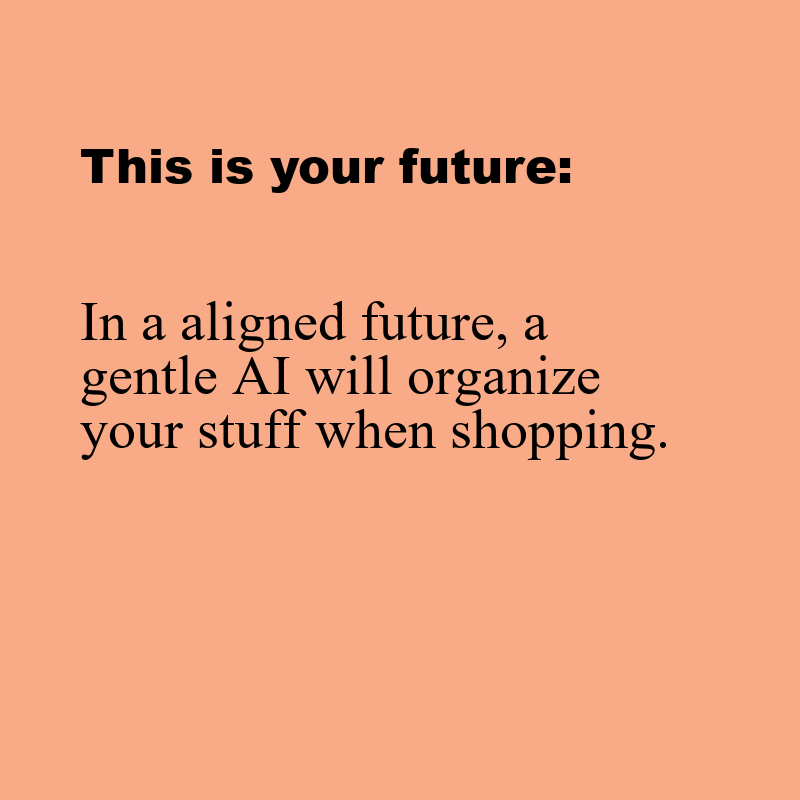 This is your future:
In a aligned future, a
gentle AI will organize
your stuff when shopping.